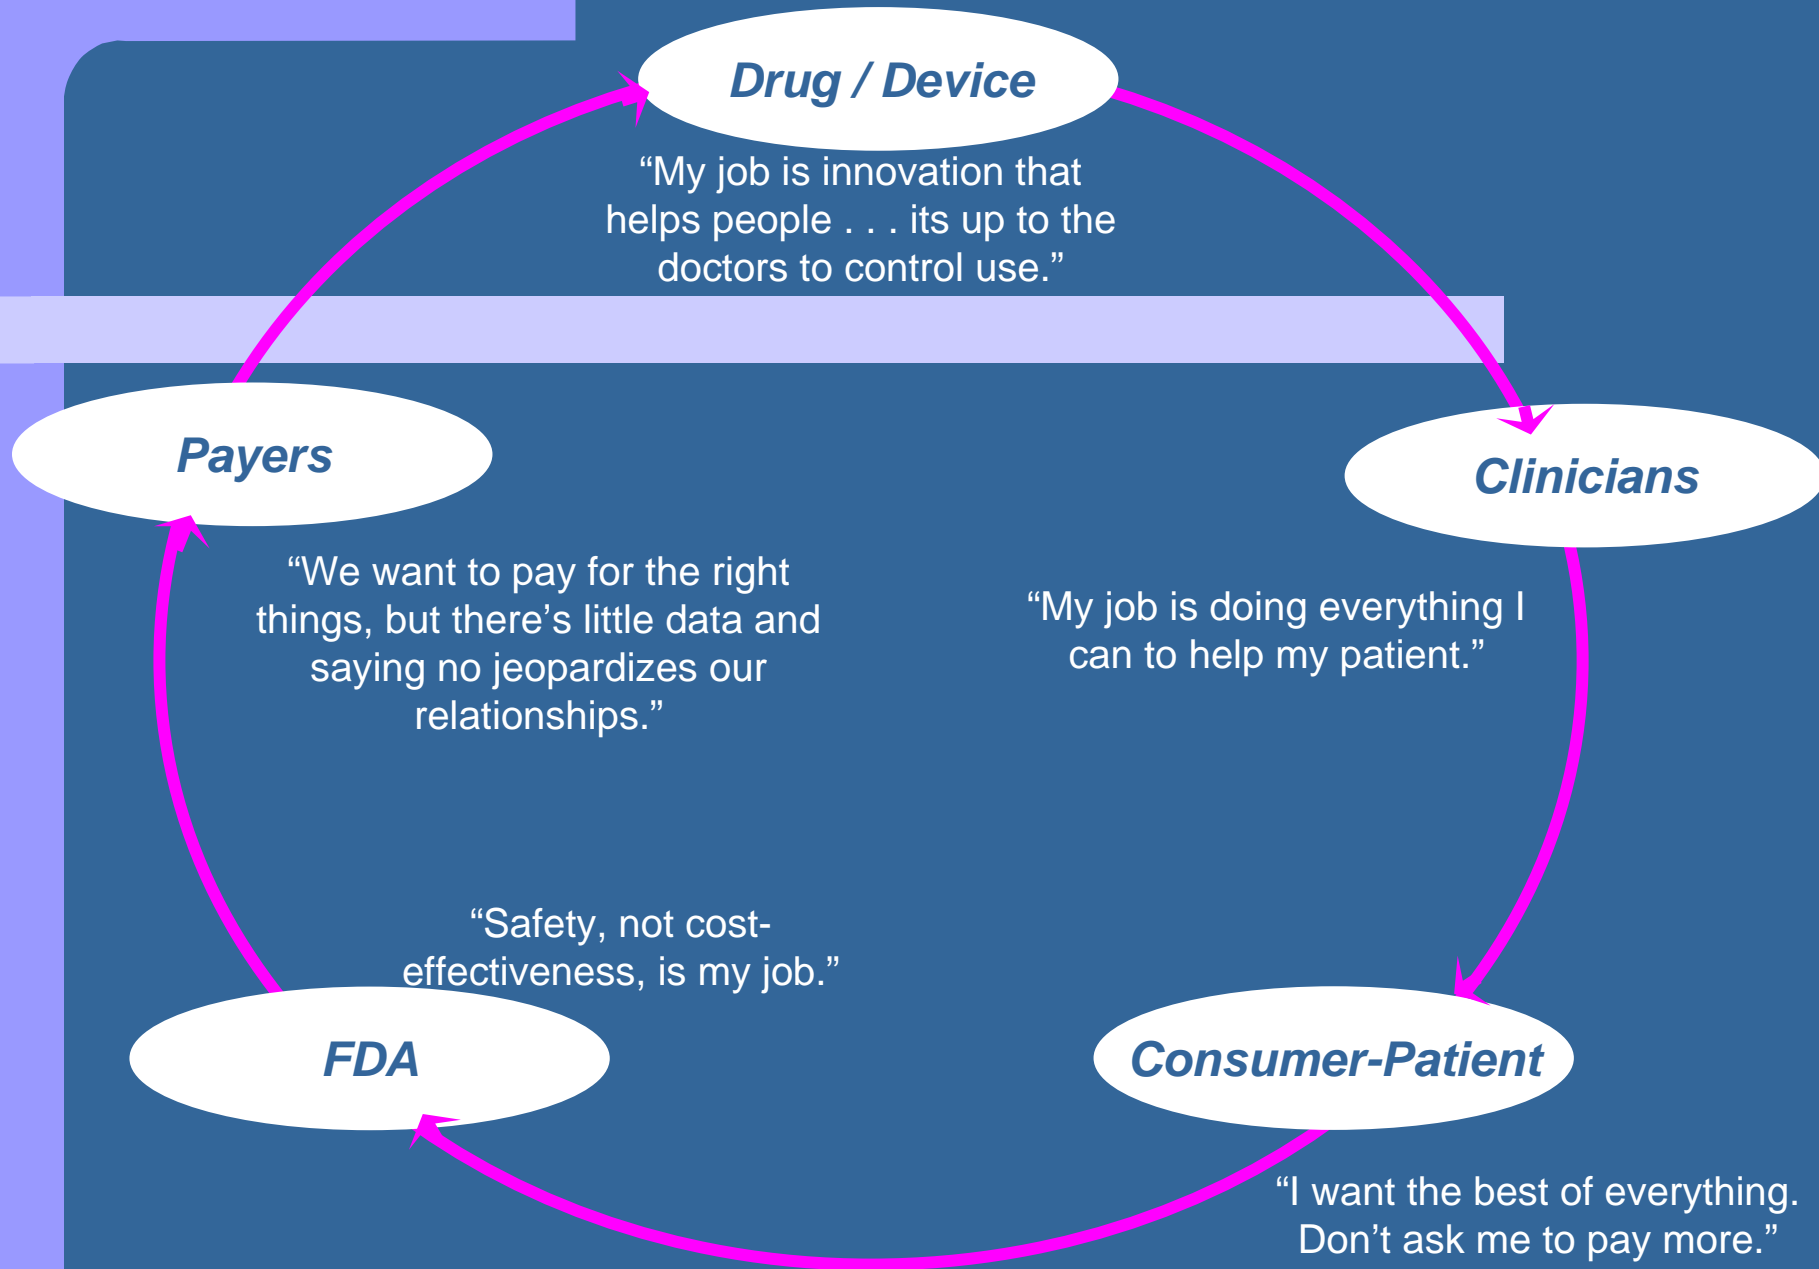 Drug / Device
“My job is innovation that
helps people . . . its up to the
doctors to control use.”
Payers
Clinicians
“We want to pay for the right
things, but there’s little data and
saying no jeopardizes our
relationships.”
“My job is doing everything I
can to help my patient.”
“Safety, not cost-
effectiveness, is my job.”
FDA
Consumer-Patient
“I want the best of everything.
Don’t ask me to pay more.”